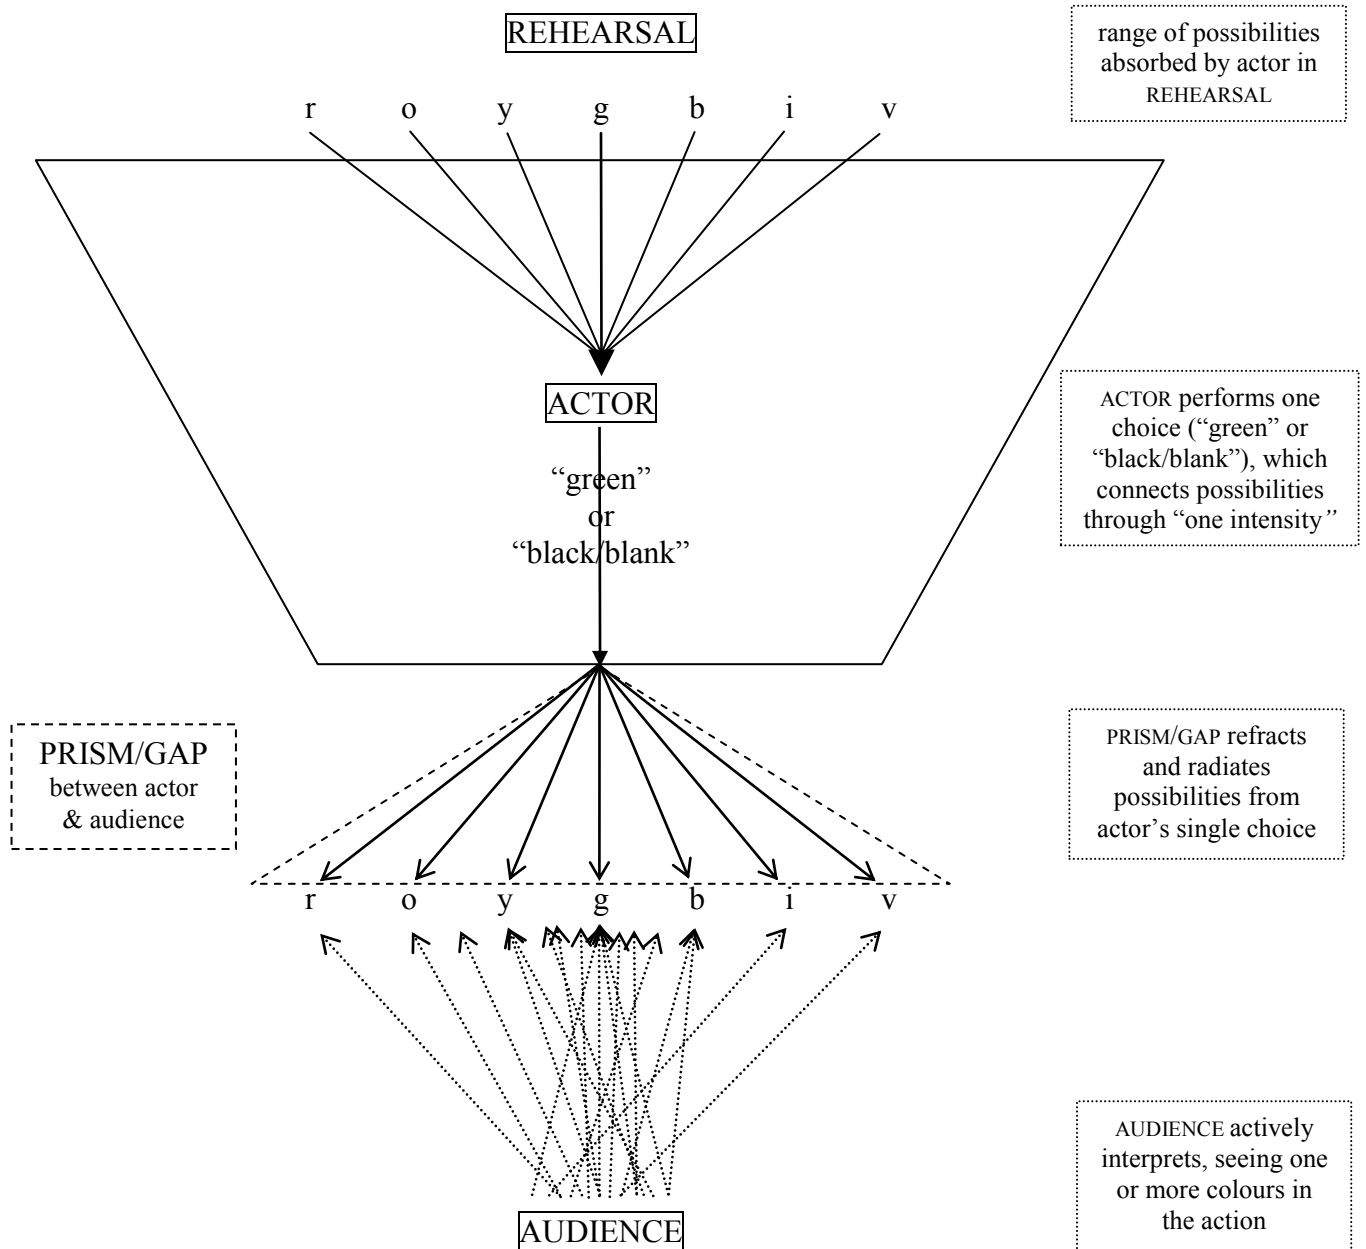 REHEARSAL
range of possibilities
absorbed by actor in
REHEARSAL
r o y g b i v
ACTOR
“green”
or
“black/blank”
ACTOR performs one
choice (“green” or
“black/blank”), which
connects possibilities
through “one intensity”
PRISM/GAP
between actor
& audience
PRISM/GAP refracts
and radiates
possibilities from
actor’s single choice
r o y g b i v
AUDIENCE actively
interprets, seeing one
or more colours in
the action
AUDIENCE